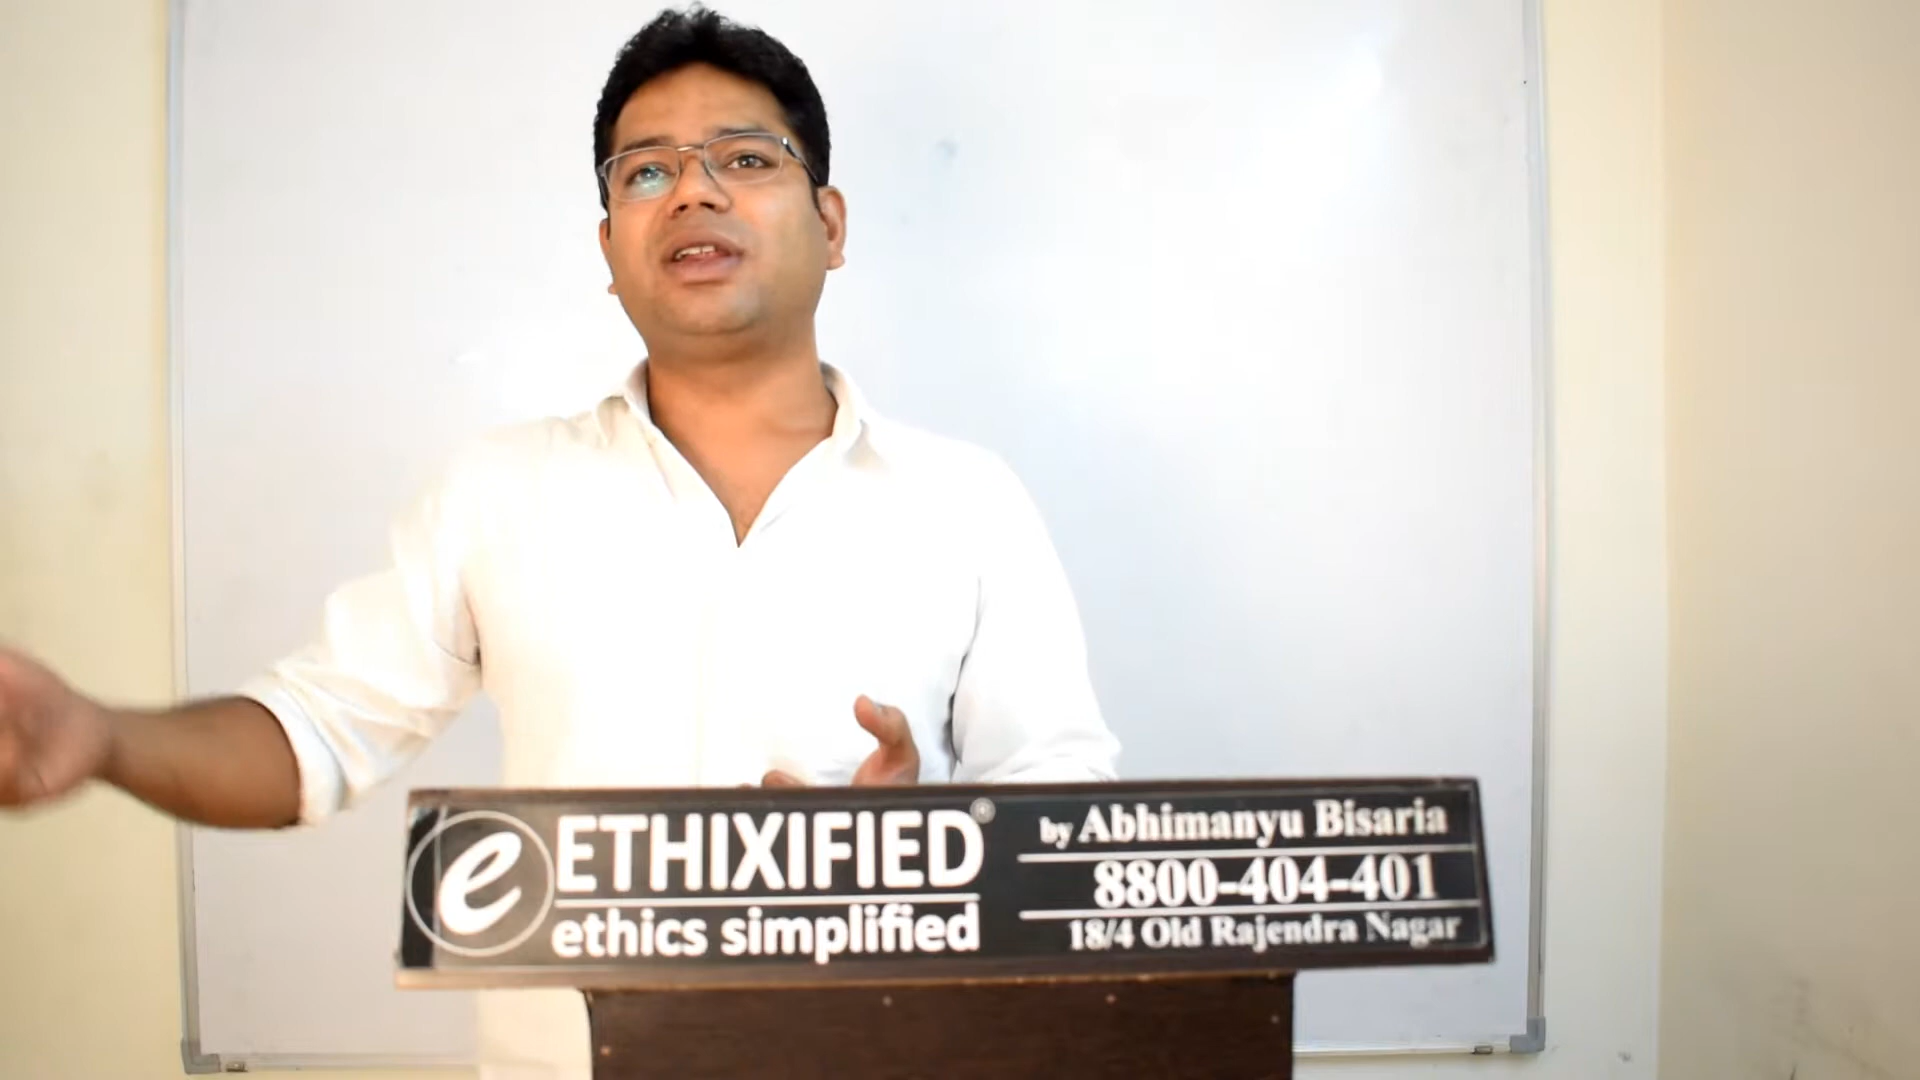 e ETHIXIFIED®
ethics simplified
by Abhimanyu Bisaria
8800-404-401
18/4 Old Rajendra Nagar